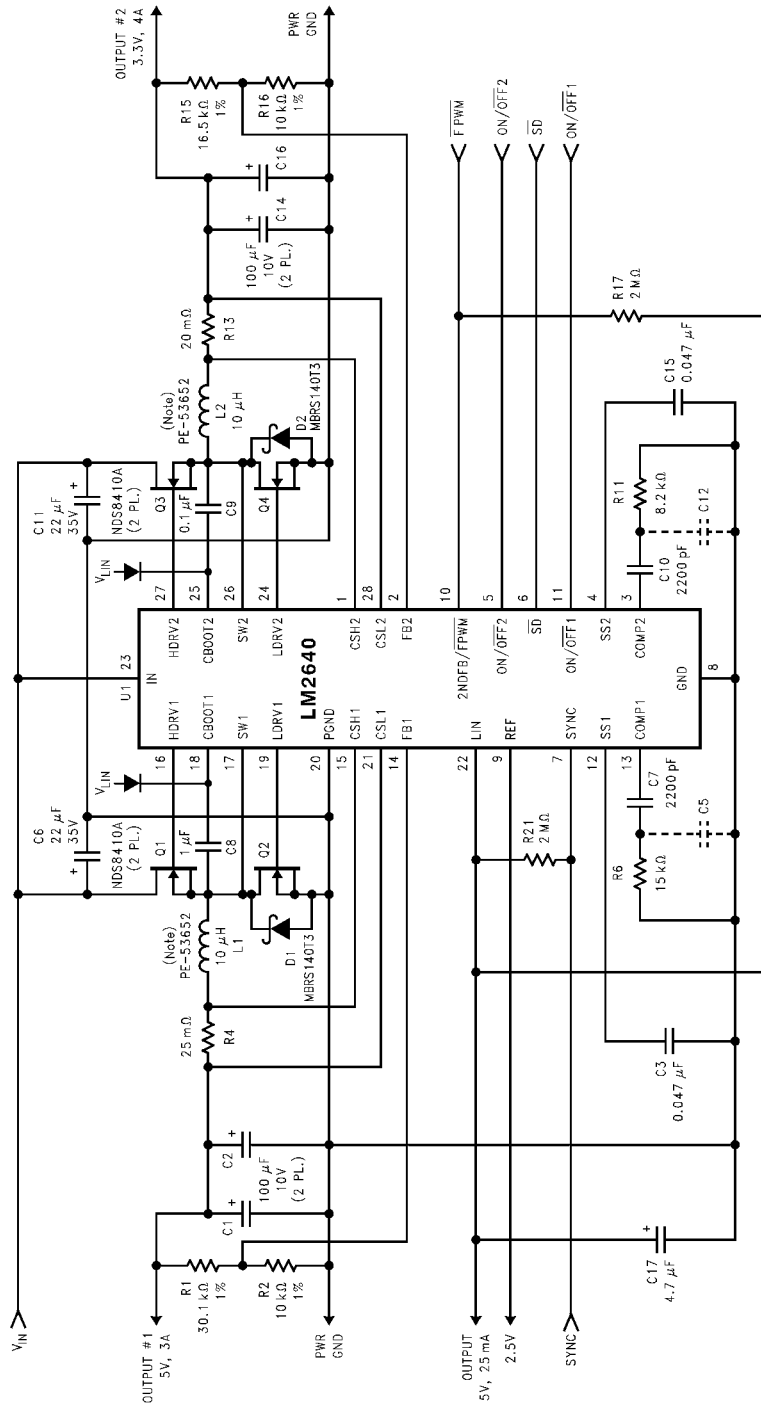 V_IN
C6
22 µF
35V
NDS8410A
(2 PL.)
V_LIN
U1
23
IN
V_LIN
C11
22 µF
35V
NDS8410A
(2 PL.)
OUTPUT #1
5V, 3A
R1
30.1 kΩ
1%
R2
10 kΩ
1%
PWR
GND
C1
C2
100 µF
10V
(2 PL.)
25 mΩ
R4
(Note)
PE-53652
10 µH
L1
Q1
1 µF
C8
Q2
D1
MBRS140T3
16
HDRV1
18
CBOOT1
17
SW1
19
LDRV1
20
PGND
15
CSH1
21
CSL1
14
FB1
LM2640
27
HDRV2
25
CBOOT2
26
SW2
24
LDRV2
1
CSH2
28
CSL2
2
FB2
Q3
0.1 µF
C9
Q4
D2
MBRS140T3
(Note)
PE-53652
L2
10 µH
20 mΩ
R13
100 µF
10V
(2 PL.)
C14
C16
R15
16.5 kΩ
1%
R16
10 kΩ
1%
OUTPUT #2
3.3V, 4A
PWR
GND
OUTPUT
5V, 25 mA
2.5V
SYNC
22
LIN
9
REF
7
SYNC
12
SS1
13
COMP1
R21
2 MΩ
10
2NDFB/F̅P̅W̅M̅
5
ON/O̅F̅F̅2
6
S̅D̅
11
ON/O̅F̅F̅1
4
SS2
3
COMP2
GND
8
F̅P̅W̅M̅
ON/O̅F̅F̅2
S̅D̅
ON/O̅F̅F̅1
C17
4.7 µF
C3
0.047 µF
R6
15 kΩ
C7
2200 pF
C5
C10
2200 pF
C12
R11
8.2 kΩ
C15
0.047 µF
R17
2 MΩ